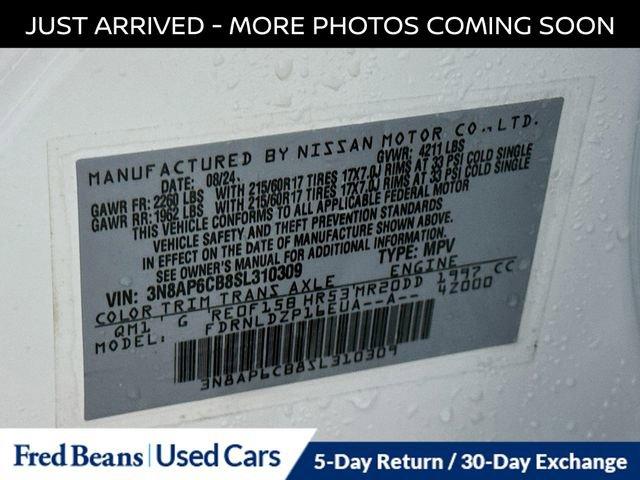 JUST ARRIVED - MORE PHOTOS COMING SOON
MANUFACTURED BY NISSAN MOTOR CO., LTD.
DATE: 08/24 GVWR: 4211 LBS
GAWR FR: 2260 LBS WITH 215/60R17 TIRES 17X7.0J RIMS AT 33 PSI COLD SINGLE
GAWR RR: 1962 LBS WITH 215/60R17 TIRES 17X7.0J RIMS AT 33 PSI COLD SINGLE
THIS VEHICLE CONFORMS TO ALL APPLICABLE FEDERAL MOTOR
VEHICLE SAFETY AND THEFT PREVENTION STANDARDS
IN EFFECT ON THE DATE OF MANUFACTURE SHOWN ABOVE.
SEE OWNER'S MANUAL FOR ADDITIONAL INFORMATION.
VIN: 3N8AP6CB8SL310309 TYPE: MPV
COLOR TRIM TRANS AXLE ENGINE
QM1 G RE0F15B HR53 MR20DD 1997 CC
MODEL FDRNLDZP16EUA--A-- 4Z000
3N8AP6CB8SL310309
Fred Beans Used Cars 5-Day Return / 30-Day Exchange